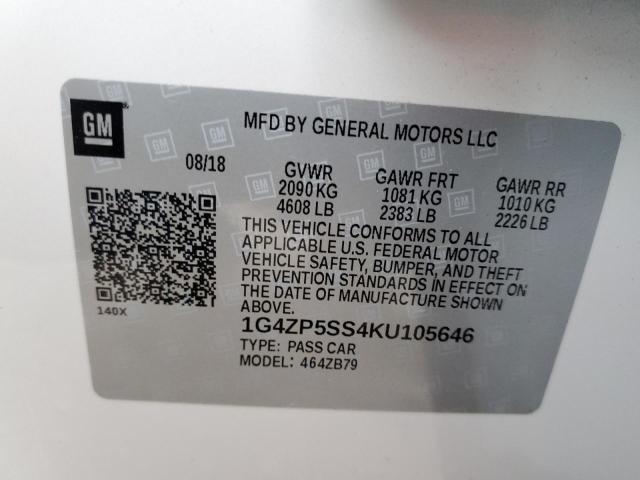 GM
MFD BY GENERAL MOTORS LLC
08/18
GVWR
2090 KG
4608 LB
GAWR FRT
1081 KG
2383 LB
GAWR RR
1010 KG
2226 LB
THIS VEHICLE CONFORMS TO ALL
APPLICABLE U.S. FEDERAL MOTOR
VEHICLE SAFETY, BUMPER, AND THEFT
PREVENTION STANDARDS IN EFFECT ON
THE DATE OF MANUFACTURE SHOWN
ABOVE.
140X
1G4ZP5SS4KU105646
TYPE: PASS CAR
MODEL: 464ZB79